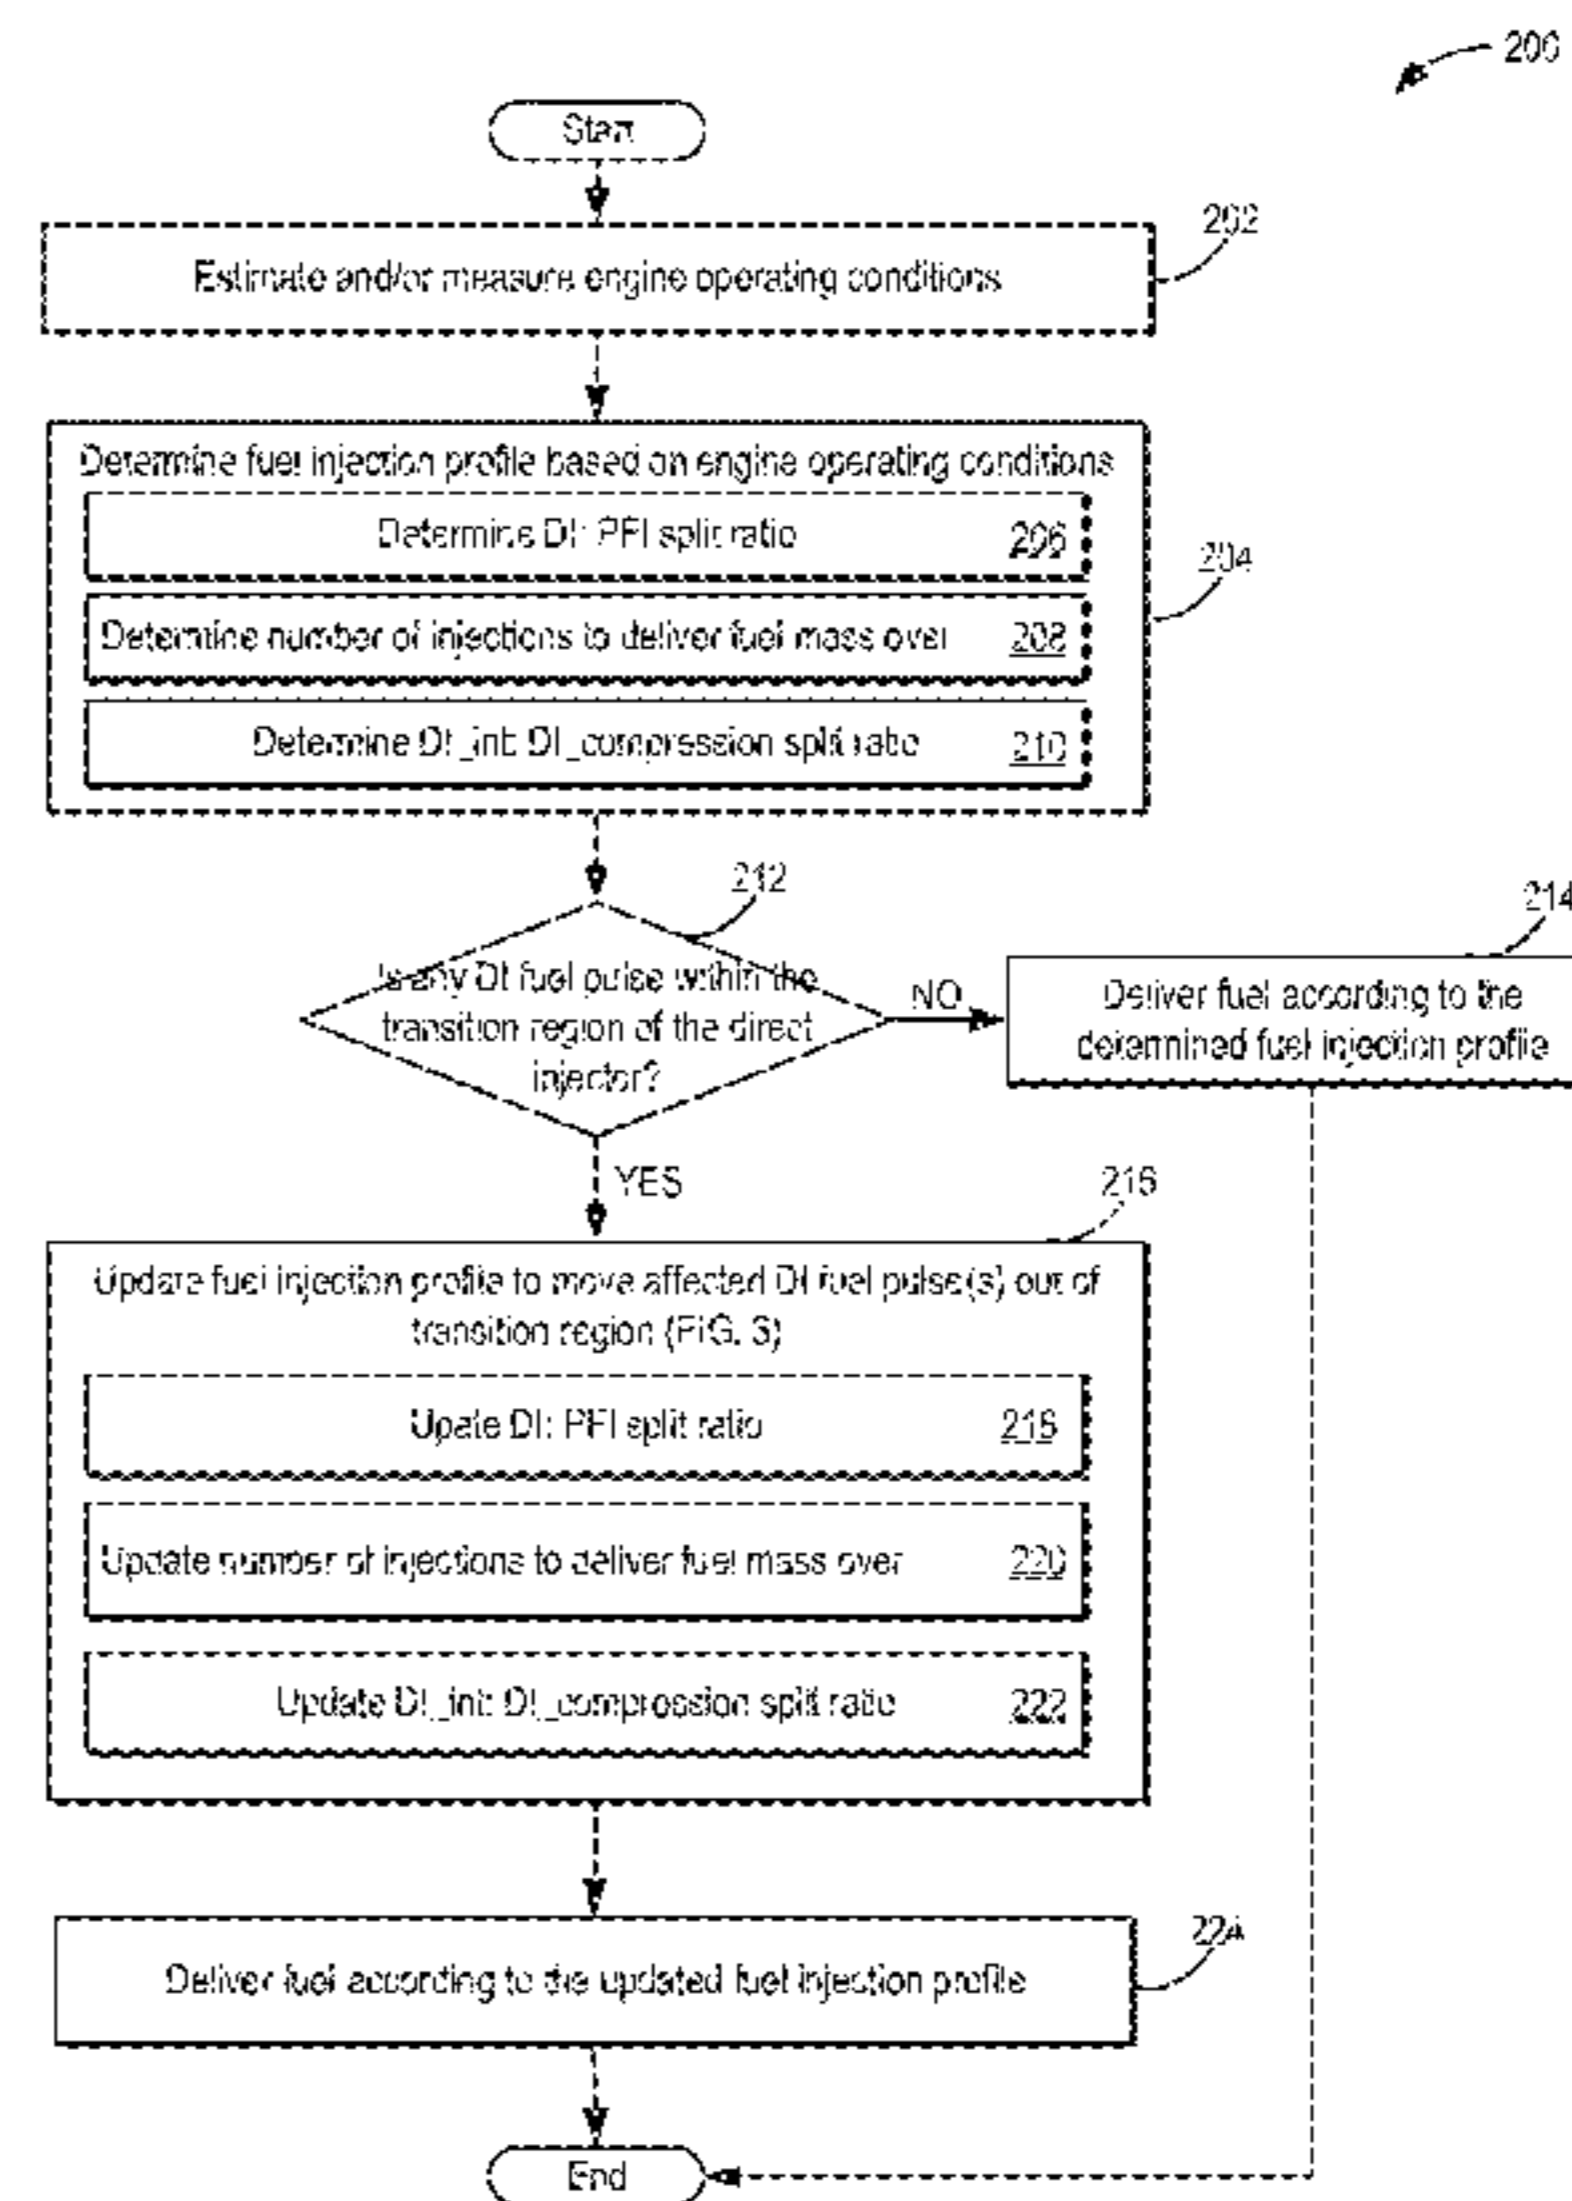 200
Start
202
Estimate and/or measure engine operating conditions
Determine fuel injection profile based on engine operating conditions
Determine DI: PFI split ratio 206
204
Determine number of injections to deliver fuel mass over 208
Determine DI_int: DI_compression split ratio 210
212
214
Is any DI fuel pulse within the
transition region of the direct
injector?
NO
Deliver fuel according to the
determined fuel injection profile
YES
216
Update fuel injection profile to move affected DI fuel pulse(s) out of
transition region (FIG. 3)
Upate DI: PFI split ratio 218
Update number of injections to deliver fuel mass over 220
Update DI_int: DI_compression split ratio 222
224
Deliver fuel according to the updated fuel injection profile
End